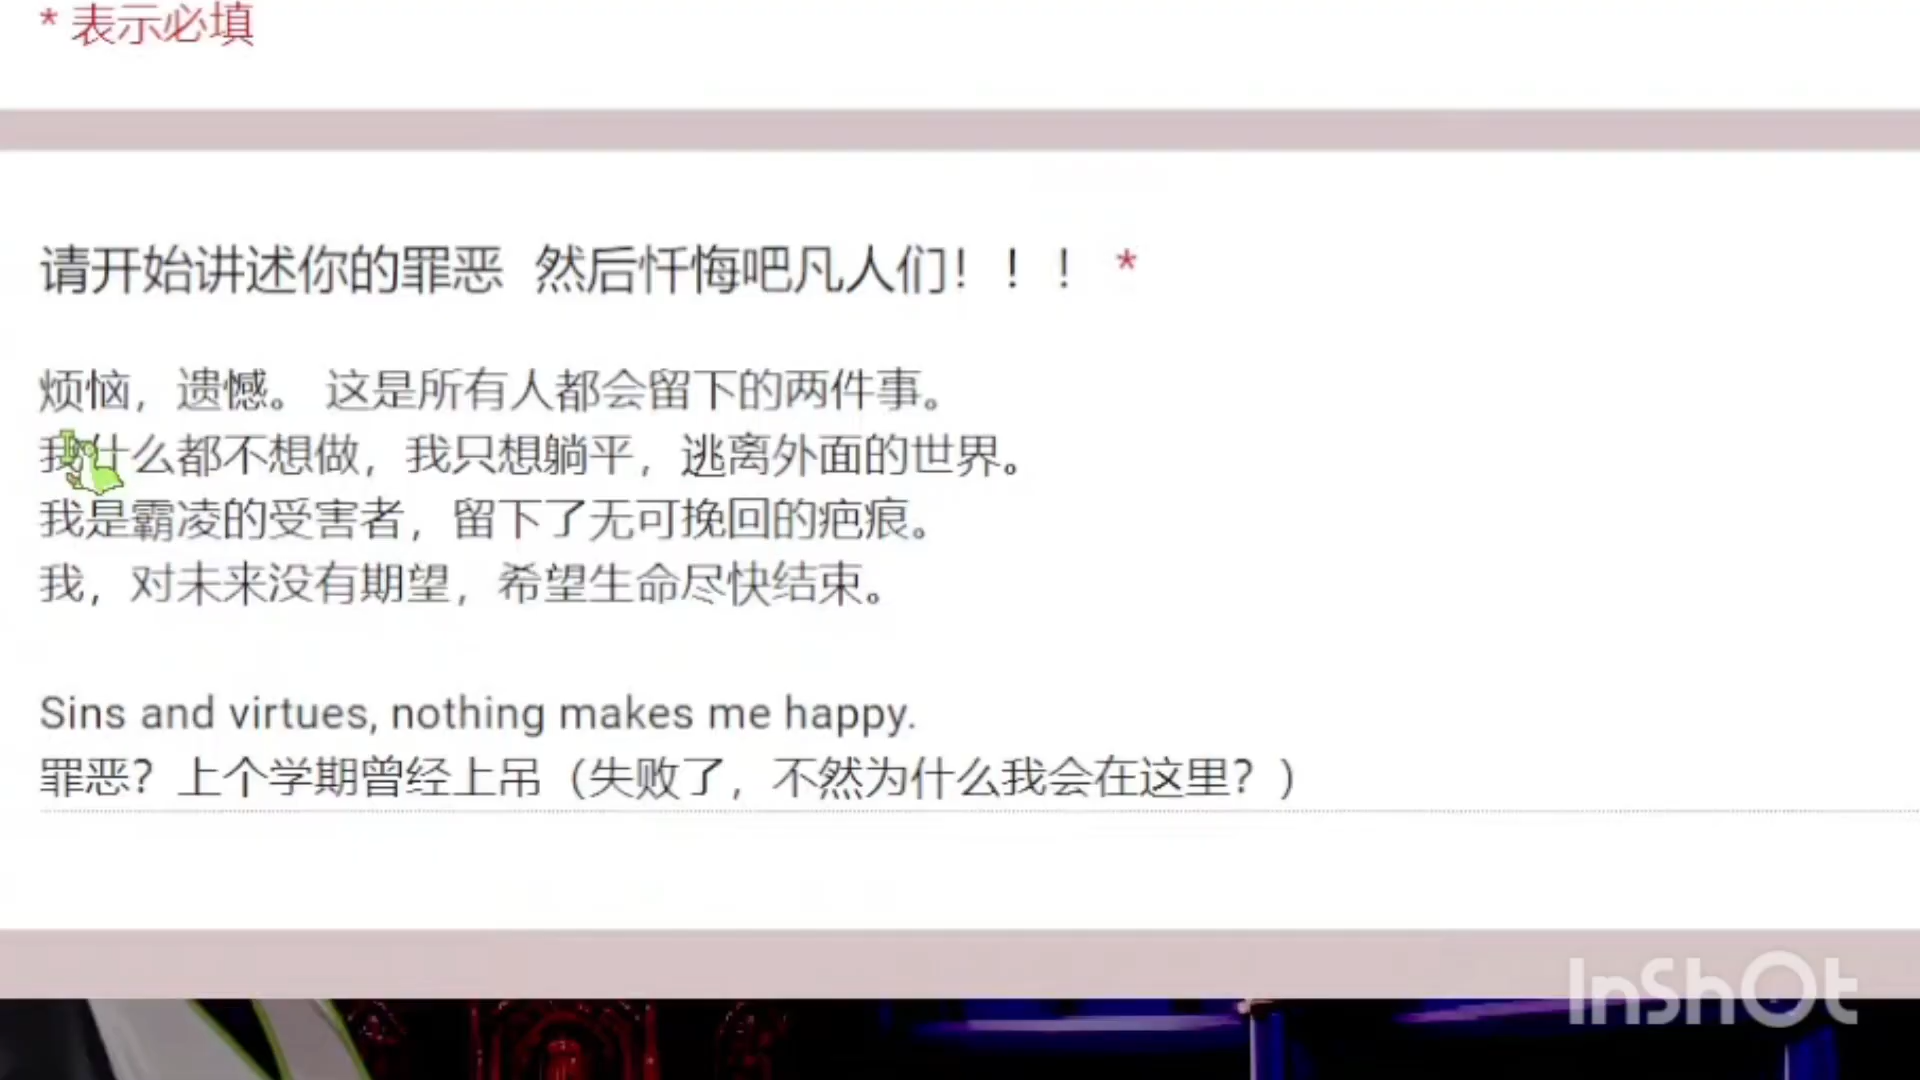 * 表示必填
请开始讲述你的罪恶 然后忏悔吧凡人们！！！ *
烦恼，遗憾。 这是所有人都会留下的两件事。
我什么都不想做，我只想躺平，逃离外面的世界。
我是霸凌的受害者，留下了无可挽回的疤痕。
我，对未来没有期望，希望生命尽快结束。
Sins and virtues, nothing makes me happy.
罪恶？上个学期曾经上吊（失败了，不然为什么我会在这里？）
InShOt